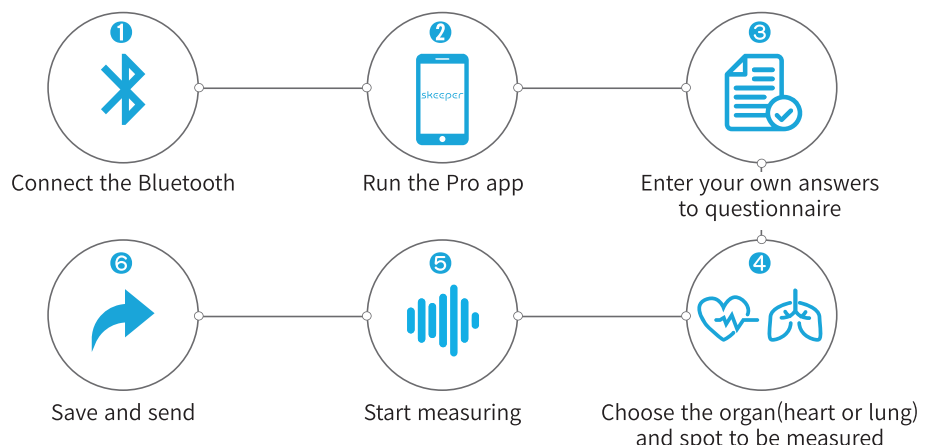 1
2
3
skeeper
Connect the Bluetooth
Run the Pro app
Enter your own answers
to questionnaire
4
5
6
Choose the organ(heart or lung)
and spot to be measured
Start measuring
Save and send